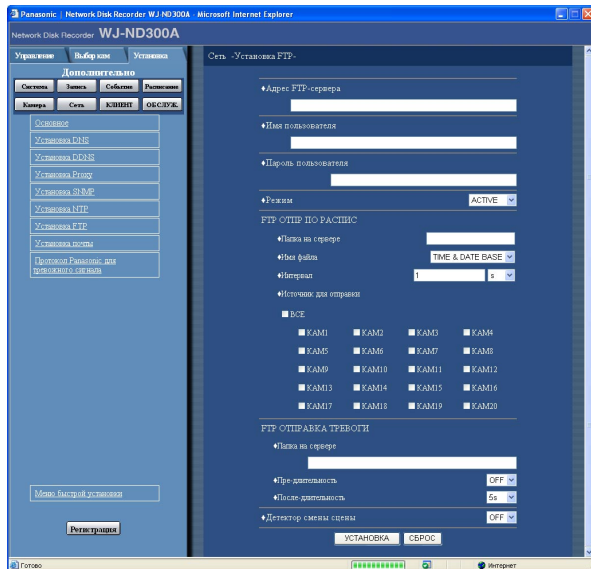 Panasonic | Network Disk Recorder WJ-ND300A - Microsoft Internet Explorer
Network Disk Recorder WJ-ND300A
Управление Выбор кам Установка
Дополнительно
Система Запись События Расписание
Камера Сеть КЛИЕНТ ОБСЛУЖ.
Основное
Установка DNS
Установка DDNS
Установка Proxy
Установка SNMP
Установка NTP
Установка FTP
Установка почты
Протокол Panasonic для
тревожного сигнала
Меню быстрой установки
Регистрация
Сеть -Установка FTP-
♦Адрес FTP-сервера
♦Имя пользователя
♦Пароль пользователя
♦Режим ACTIVE
FTP ОТПР ПО РАСПИС
♦Папка на сервере
♦Имя файла TIME & DATE BASE
♦Интервал 1 s
♦Источник для отправки
ВСЕ
КАМ1 КАМ2 КАМ3 КАМ4
КАМ5 КАМ6 КАМ7 КАМ8
КАМ9 КАМ10 КАМ11 КАМ12
КАМ13 КАМ14 КАМ15 КАМ16
КАМ17 КАМ18 КАМ19 КАМ20
FTP ОТПРАВКА ТРЕВОГИ
♦Папка на сервере
♦Пре-длительность OFF
♦После-длительность 5s
♦Детектор смены сцены OFF
УСТАНОВКА СБРОС
Готово Интернет